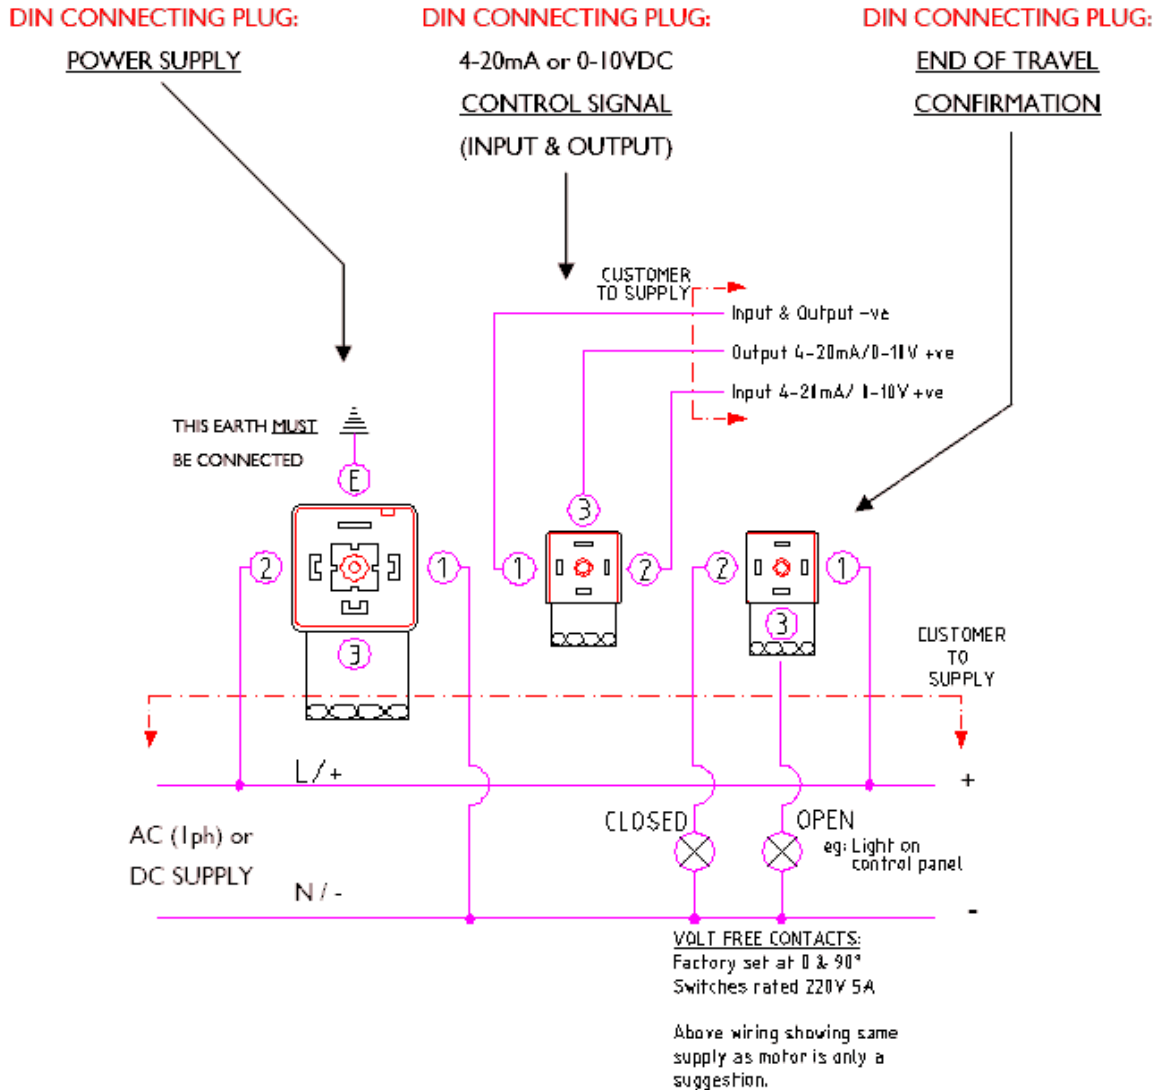 DIN CONNECTING PLUG:
POWER SUPPLY
DIN CONNECTING PLUG:
4-20mA or 0-10VDC
CONTROL SIGNAL
(INPUT & OUTPUT)
DIN CONNECTING PLUG:
END OF TRAVEL
CONFIRMATION
CUSTOMER
TO SUPPLY
Input & Output -ve
Output 4-20mA/0-10V +ve
Input 4-20mA/ 0-10V +ve
THIS EARTH MUST
BE CONNECTED
E
2
1
3
3
1
2
2
1
3
CUSTOMER
TO
SUPPLY
L/+
+
AC (1ph) or
DC SUPPLY
CLOSED
OPEN
eg: Light on
control panel
N/-
-
VOLT FREE CONTACTS:
Factory set at 0 & 90°
Switches rated 220V 5A
Above wiring showing same
supply as motor is only a
suggestion.